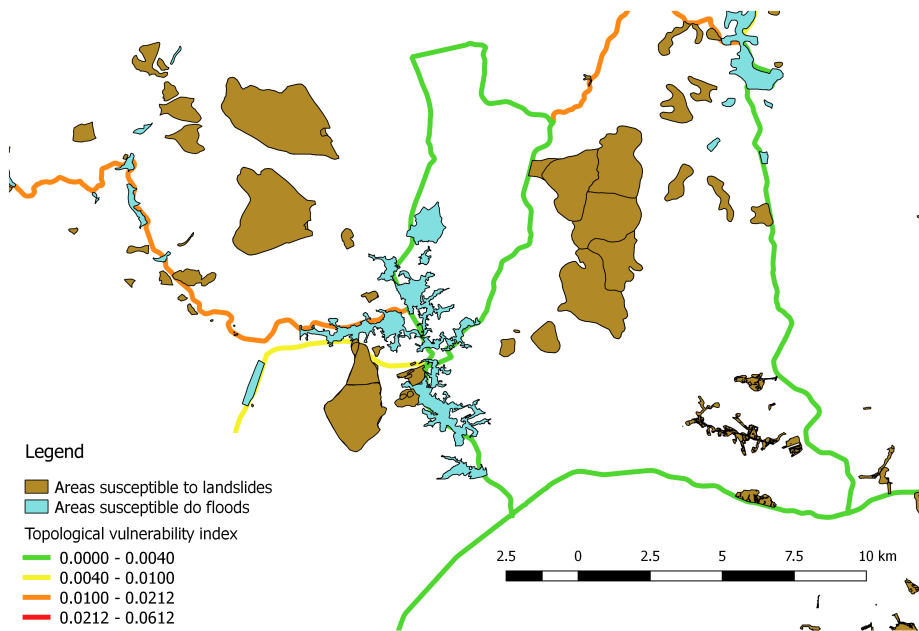 Legend
Areas susceptible to landslides
Areas susceptible do floods
Topological vulnerability index
0.0000 - 0.0040
0.0040 - 0.0100
0.0100 - 0.0212
0.0212 - 0.0612
2.5 0 2.5 5 7.5 10 km